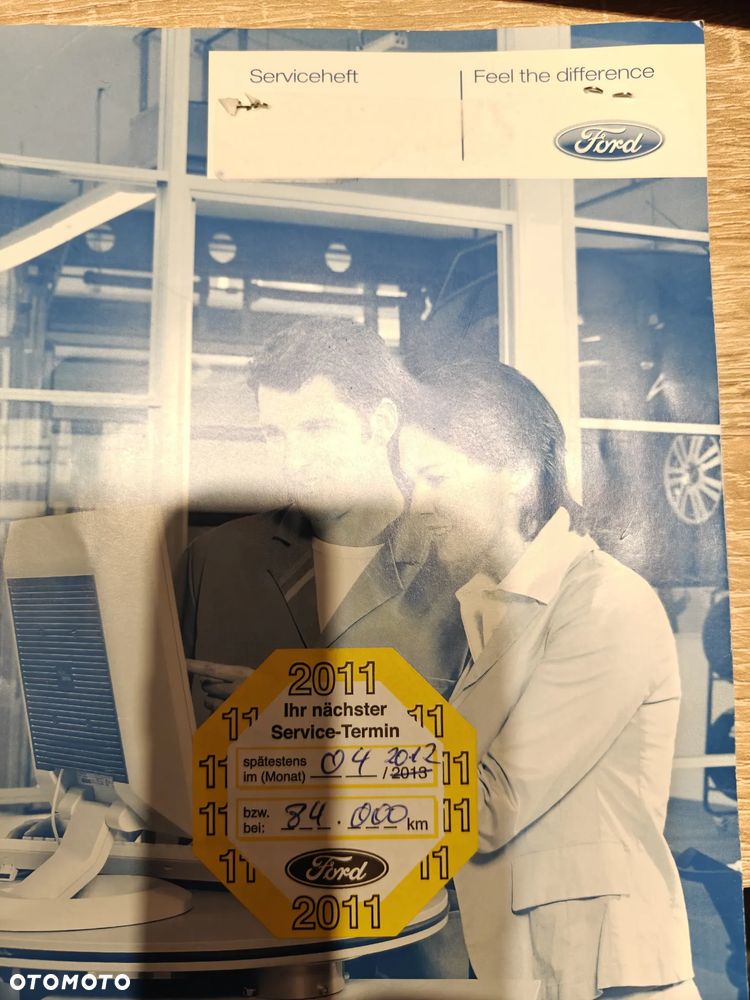 Serviceheft
Feel the difference
Ford
2011
11 Ihr nächster 11
Service-Termin
11 spätestens 04 2012 11
im (Monat) / 2013
11 bzw. 84.000 km 11
bei:
11 Ford 11
2011
OTOMOTO